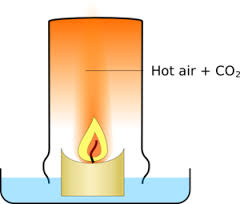 Hot air + CO₂